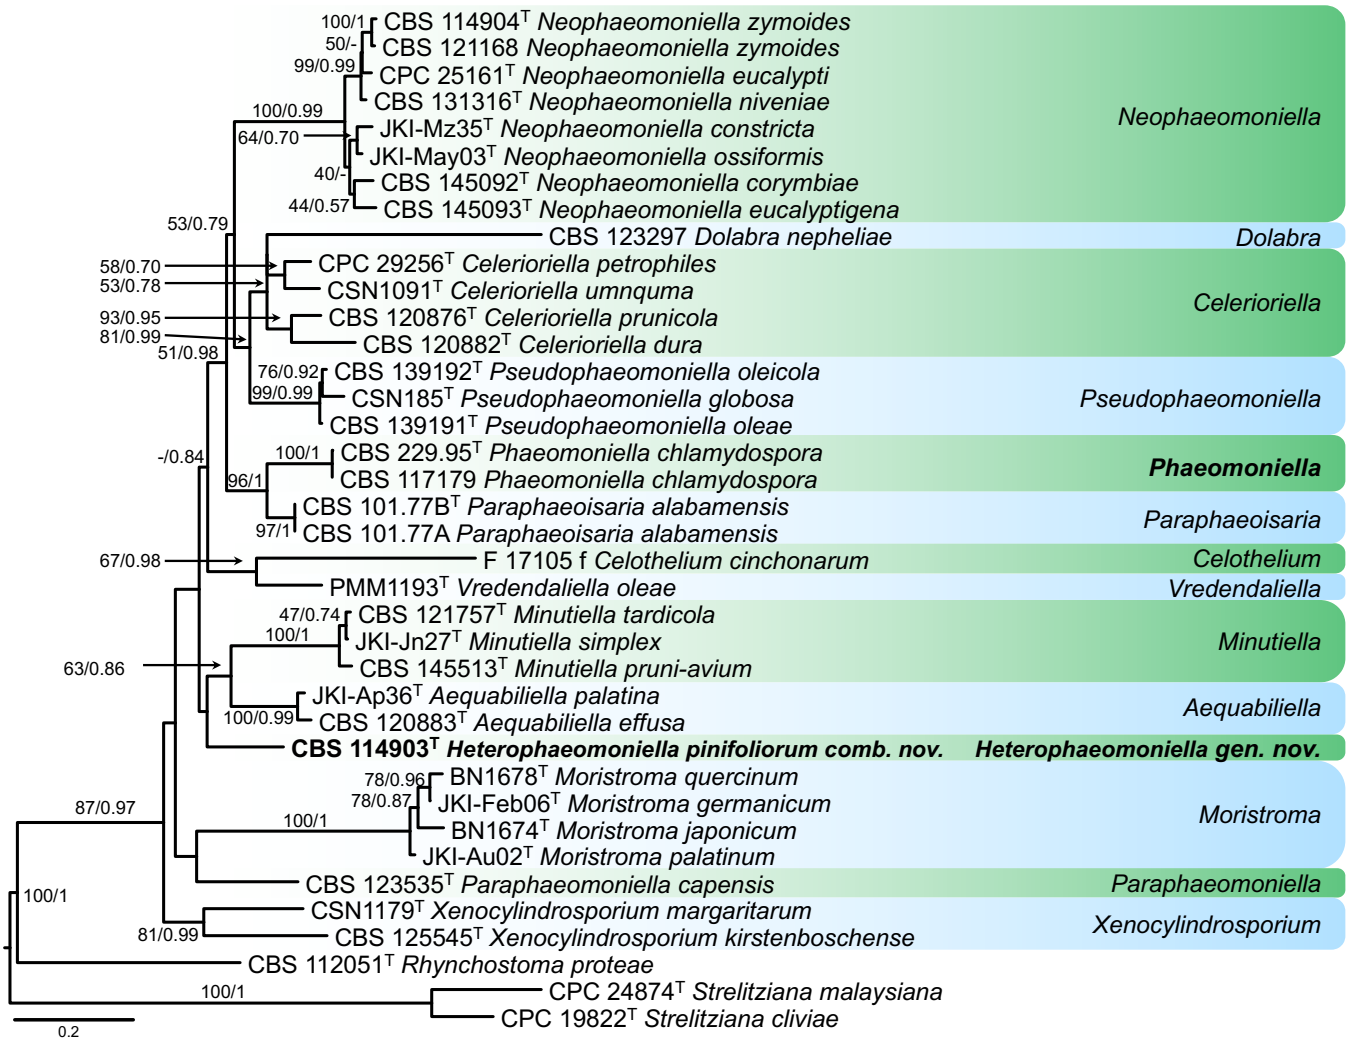 100/1 CBS 114904T Neophaeomoniella zymoides
50/- CBS 121168 Neophaeomoniella zymoides
99/0.99 CPC 25161T Neophaeomoniella eucalypti
CBS 131316T Neophaeomoniella niveniae
100/0.99 Neophaeomoniella
JKI-Mz35T Neophaeomoniella constricta
64/0.70
JKI-May03T Neophaeomoniella ossiformis
40/- CBS 145092T Neophaeomoniella corymbiae
44/0.57 CBS 145093T Neophaeomoniella eucalyptigena
53/0.79
CBS 123297 Dolabra nepheliae Dolabra
58/0.70 CPC 29256T Celerioriella petrophiles
53/0.78 CSN1091T Celerioriella umnquma
Celerioriella
93/0.95 CBS 120876T Celerioriella prunicola
81/0.99 CBS 120882T Celerioriella dura
51/0.98
76/0.92 CBS 139192T Pseudophaeomoniella oleicola
99/0.99 CSN185T Pseudophaeomoniella globosa Pseudophaeomoniella
CBS 139191T Pseudophaeomoniella oleae
-/0.84 100/1 CBS 229.95T Phaeomoniella chlamydospora
Phaeomoniella
96/1 CBS 117179 Phaeomoniella chlamydospora
CBS 101.77BT Paraphaeoisaria alabamensis
Paraphaeoisaria
97/1 CBS 101.77A Paraphaeoisaria alabamensis
67/0.98 F 17105 f Celothelium cinchonarum Celothelium
PMM1193T Vredendaliella oleae Vredendaliella
47/0.74 CBS 121757T Minutiella tardicola
100/1 JKI-Jn27T Minutiella simplex Minutiella
63/0.86 CBS 145513T Minutiella pruni-avium
JKI-Ap36T Aequabiliella palatina
Aequabiliella
100/0.99 CBS 120883T Aequabiliella effusa
CBS 114903T Heterophaeomoniella pinifoliorum comb. nov. Heterophaeomoniella gen. nov.
78/0.96 BN1678T Moristroma quercinum
78/0.87 JKI-Feb06T Moristroma germanicum
87/0.97 Moristroma
100/1 BN1674T Moristroma japonicum
JKI-Au02T Moristroma palatinum
CBS 123535T Paraphaeomoniella capensis Paraphaeomoniella
100/1
CSN1179T Xenocylindrosporium margaritarum
Xenocylindrosporium
81/0.99 CBS 125545T Xenocylindrosporium kirstenboschense
CBS 112051T Rhynchostoma proteae
100/1 CPC 24874T Strelitziana malaysiana
CPC 19822T Strelitziana cliviae
0.2